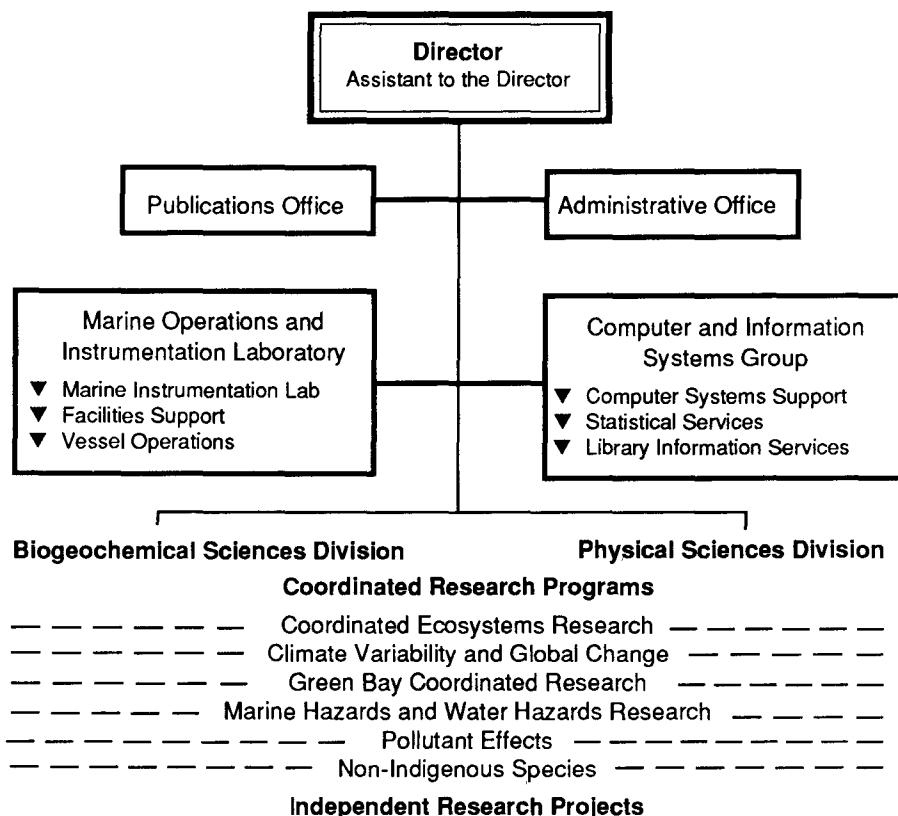 Director
Assistant to the Director
Publications Office
Administrative Office
Marine Operations and
Instrumentation Laboratory
▼ Marine Instrumentation Lab
▼ Facilities Support
▼ Vessel Operations
Computer and Information
Systems Group
▼ Computer Systems Support
▼ Statistical Services
▼ Library Information Services
Biogeochemical Sciences Division
Physical Sciences Division
Coordinated Research Programs
Coordinated Ecosystems Research
Climate Variability and Global Change
Green Bay Coordinated Research
Marine Hazards and Water Hazards Research
Pollutant Effects
Non-Indigenous Species
Independent Research Projects